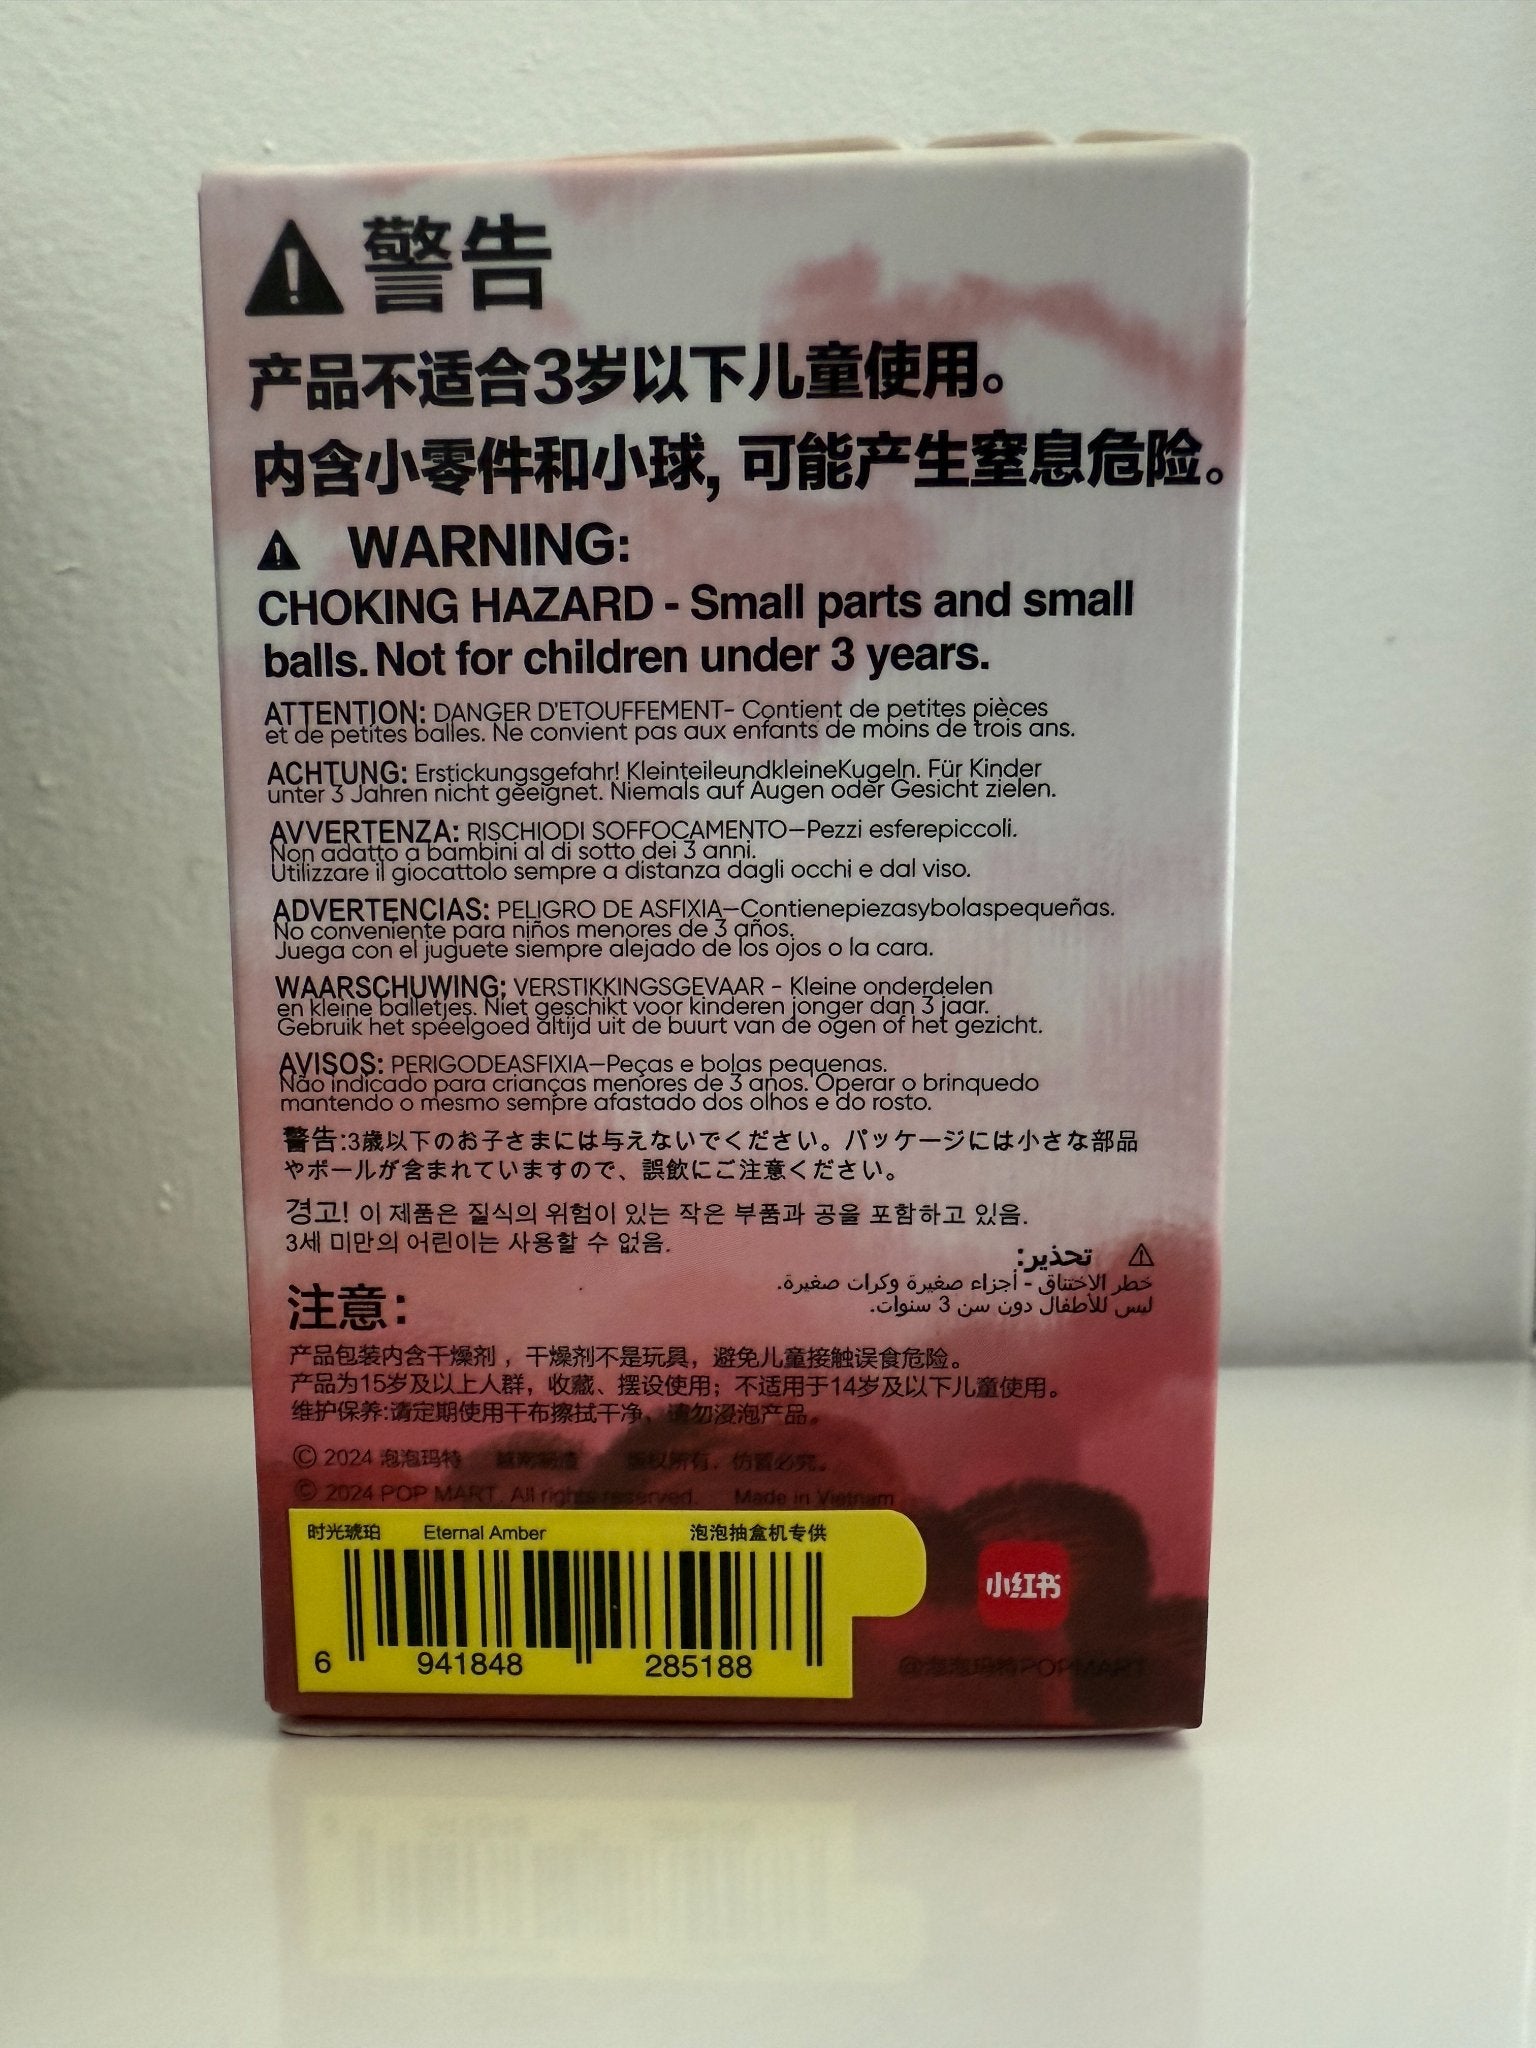 警告
产品不适合3岁以下儿童使用。
内含小零件和小球, 可能产生窒息危险。
WARNING:
CHOKING HAZARD - Small parts and small
balls. Not for children under 3 years.
ATTENTION: DANGER D'ETOUFFEMENT- Contient de petites pièces
et de petites balles. Ne convient pas aux enfants de moins de trois ans.
ACHTUNG: Erstickungsgefahr! KleinteileundkleineKugeln. Für Kinder
unter 3 Jahren nicht geeignet. Niemals auf Augen oder Gesicht zielen.
AVVERTENZA: RISCHIODI SOFFOCAMENTO—Pezzi esferepiccoli.
Non adatto a bambini al di sotto dei 3 anni.
Utilizzare il giocattolo sempre a distanza dagli occhi e dal viso.
ADVERTENCIAS: PELIGRO DE ASFIXIA—Contienepiezasybolaspequeñas.
No conveniente para niños menores de 3 años.
Juega con el juguete siempre alejado de los ojos o la cara.
WAARSCHUWING: VERSTIKKINGSGEVAAR - Kleine onderdelen
en kleine balletjes. Niet geschikt voor kinderen jonger dan 3 jaar.
Gebruik het speelgoed altijd uit de buurt van de ogen of het gezicht.
AVISOS: PERIGODEASFIXIA—Peças e bolas pequenas.
Não indicado para crianças menores de 3 anos. Operar o brinquedo
mantendo o mesmo sempre afastado dos olhos e do rosto.
警告:3歳以下のお子さまには与えないでください。パッケージには小さな部品
やボールが含まれていますので、誤飲にご注意ください。
경고! 이 제품은 질식의 위험이 있는 작은 부품과 공을 포함하고 있음.
3세 미만의 어린이는 사용할 수 없음.
تحذير:
خطر الاختناق - أجزاء صغيرة وكرات صغيرة.
ليس للأطفال دون سن 3 سنوات.
注意:
产品包装内含干燥剂，干燥剂不是玩具，避免儿童接触误食危险。
产品为15岁及以上人群，收藏、摆设使用；不适用于14岁及以下儿童使用。
维护保养:请定期使用干布擦拭干净、请勿浸泡产品。
© 2024 泡泡玛特 越南制造 版权所有，仿冒必究。
© 2024 POP MART. All rights reserved. Made in Vietnam
时光琥珀 Eternal Amber 泡泡抽盒机专供
6 941848 285188
小红书
@泡泡玛特POPMART